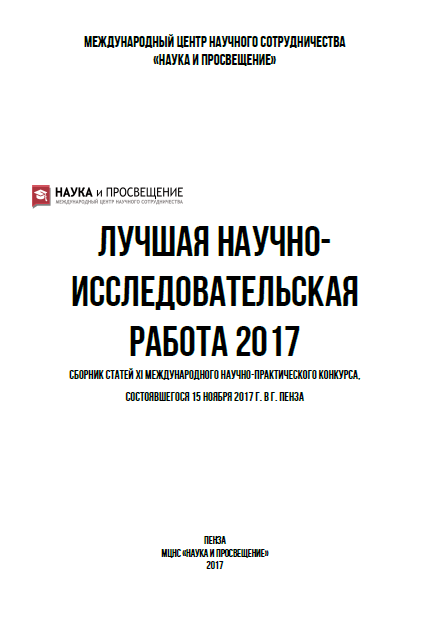 МЕЖДУНАРОДНЫЙ ЦЕНТР НАУЧНОГО СОТРУДНИЧЕСТВА
«НАУКА И ПРОСВЕЩЕНИЕ»
НАУКА И ПРОСВЕЩЕНИЕ
МЕЖДУНАРОДНЫЙ ЦЕНТР НАУЧНОГО СОТРУДНИЧЕСТВА
ЛУЧШАЯ НАУЧНО-
ИССЛЕДОВАТЕЛЬСКАЯ
РАБОТА 2017
СБОРНИК СТАТЕЙ XI МЕЖДУНАРОДНОГО НАУЧНО-ПРАКТИЧЕСКОГО КОНКУРСА,
СОСТОЯВШЕГОСЯ 15 НОЯБРЯ 2017 Г. В Г. ПЕНЗА
ПЕНЗА
МЦНС «НАУКА И ПРОСВЕЩЕНИЕ»
2017